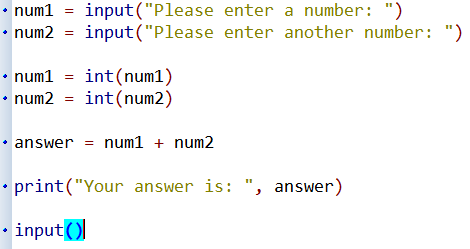 num1 = input("Please enter a number: ")
num2 = input("Please enter another number: ")
num1 = int(num1)
num2 = int(num2)
answer = num1 + num2
print("Your answer is: ", answer)
input()